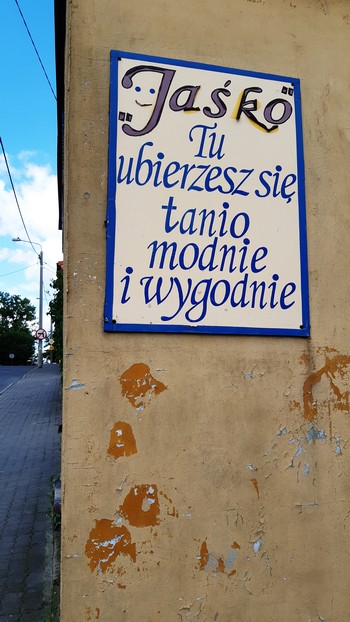 „Jaśko”
Tu
ubierzesz się
tanio
modnie
i wygodnie